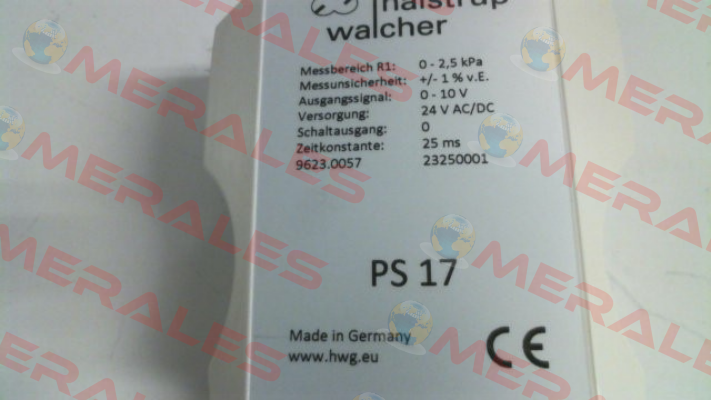 halstrup
walcher
Messbereich R1: 0 - 2,5 kPa
Messunsicherheit: +/- 1 % v.E.
Ausgangssignal: 0 - 10 V
Versorgung: 24 V AC/DC
Schaltausgang: 0
Zeitkonstante: 25 ms
9623.0057 23250001
PS 17
Made in Germany
www.hwg.eu
CE
MERALES
MERALES
MERALES
MERALES
MERALES
MERALES